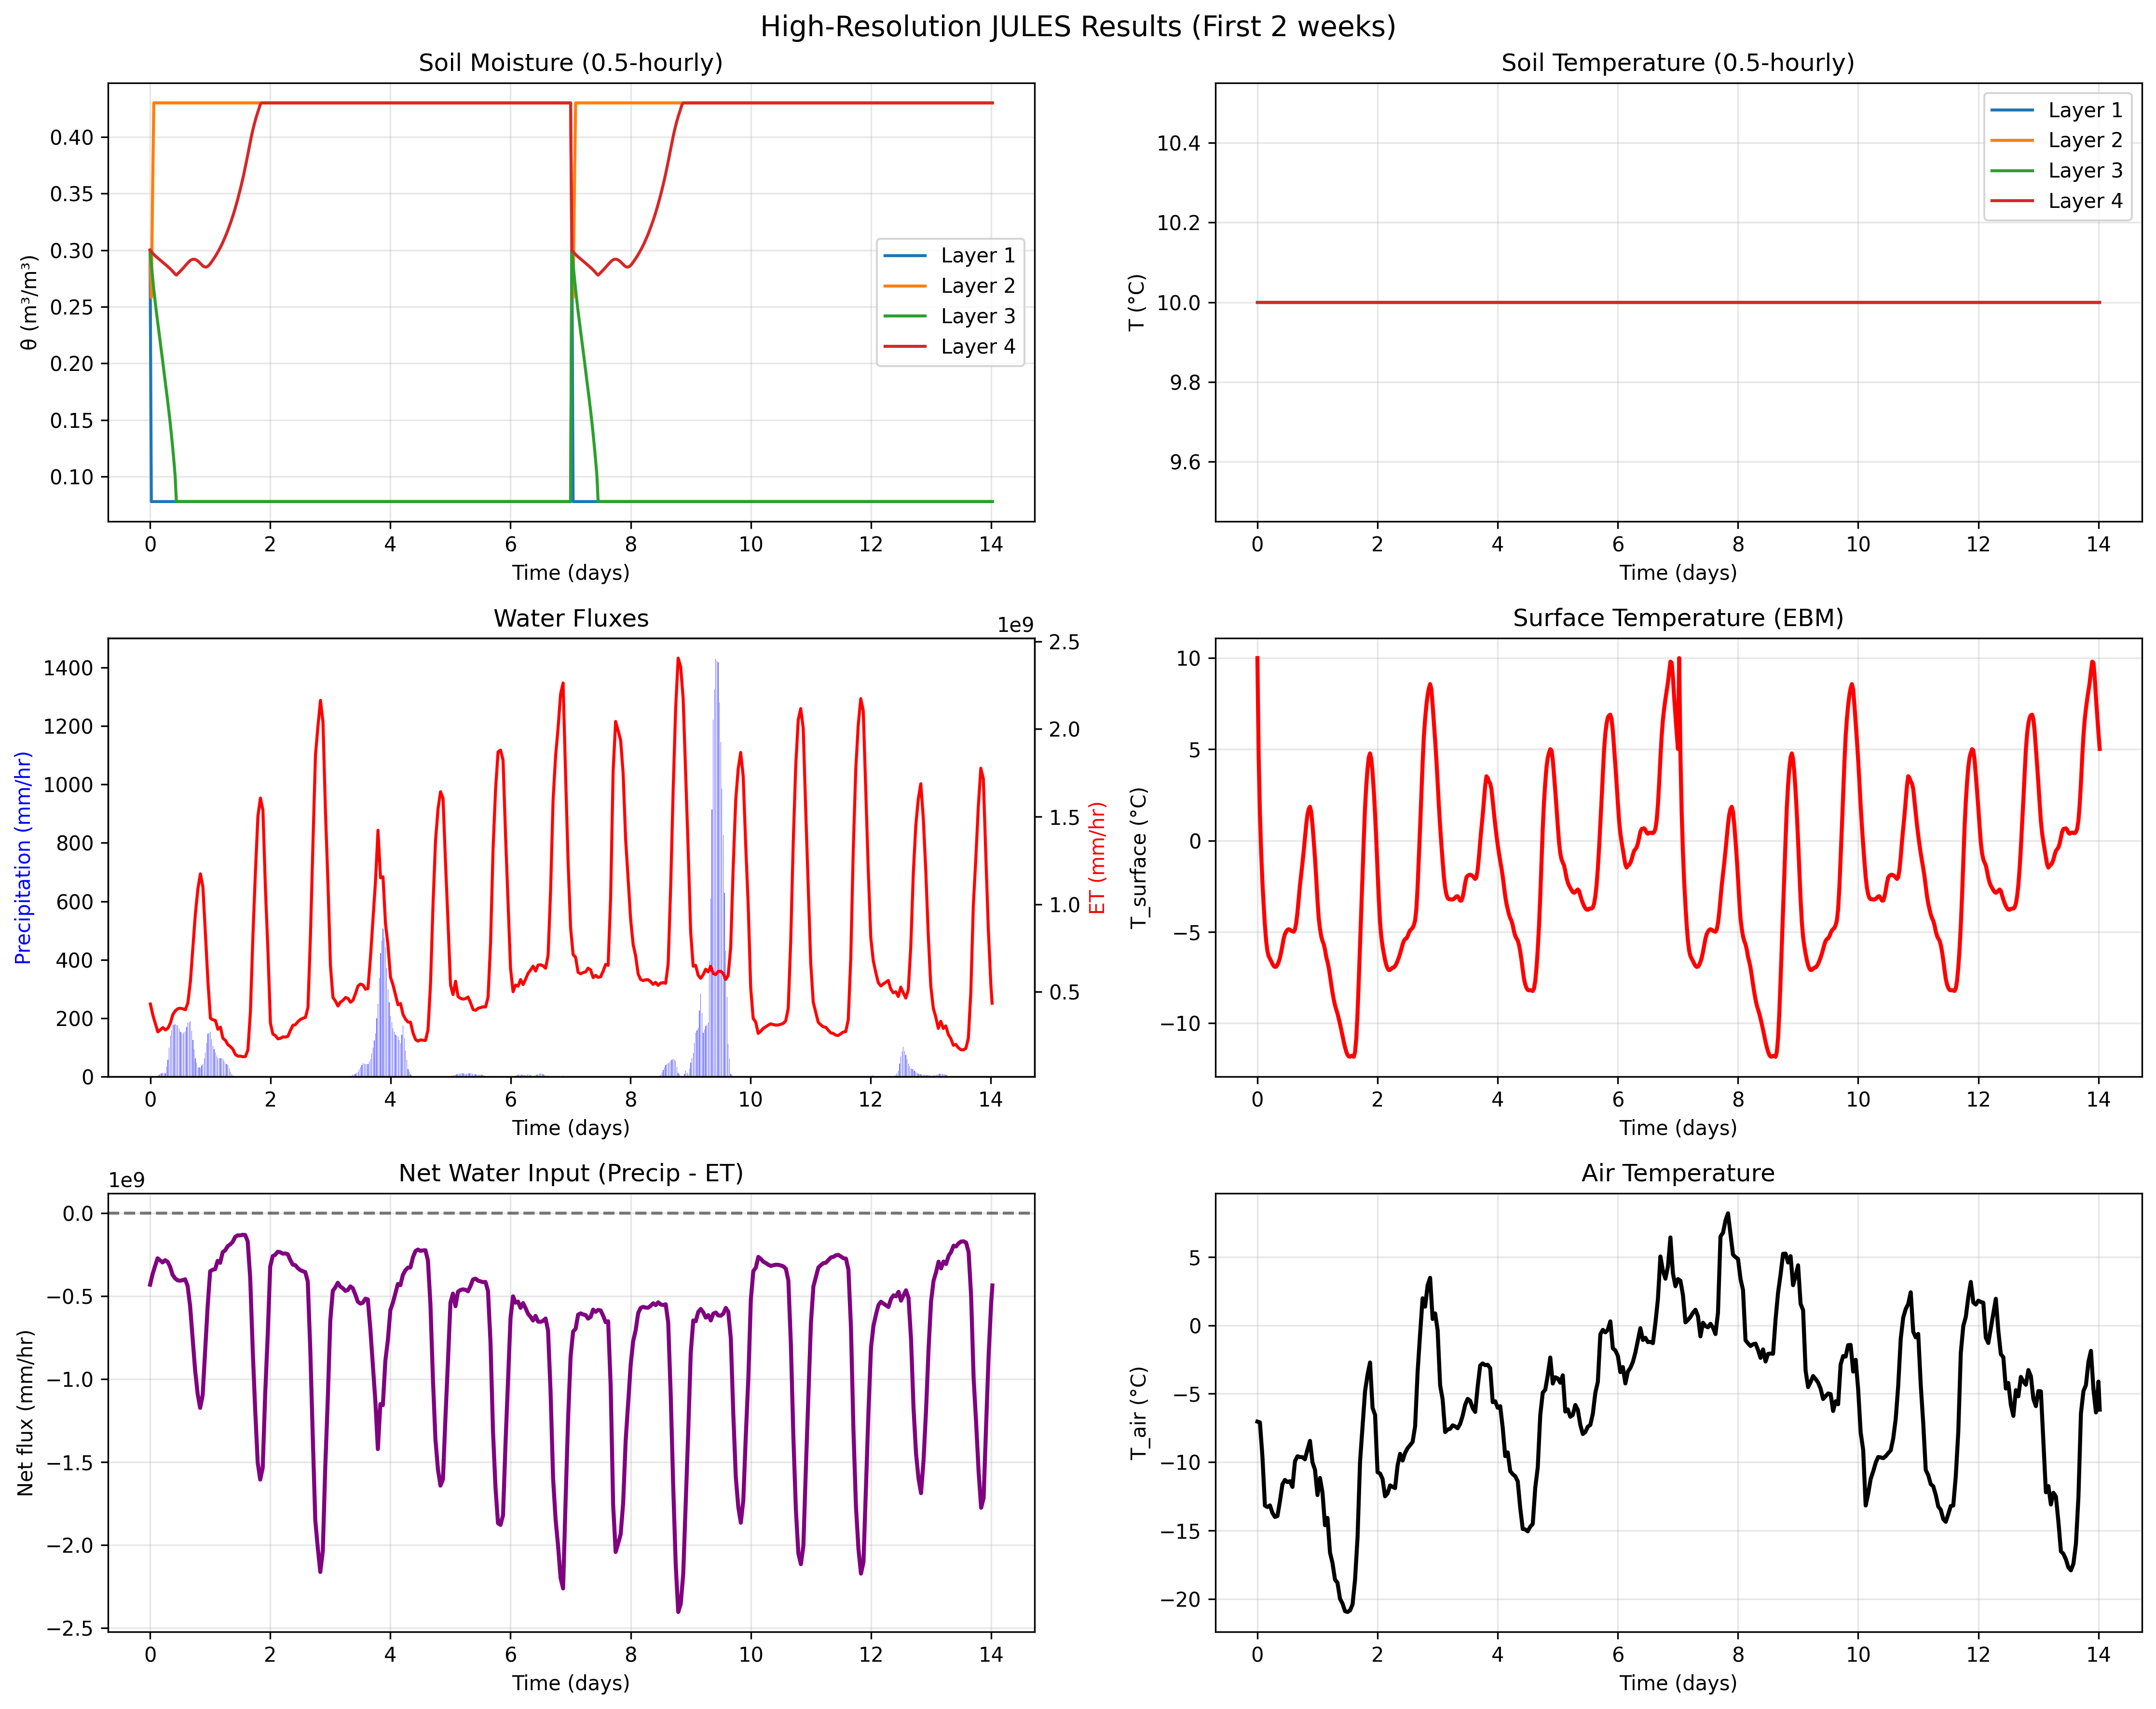 High-Resolution JULES Results (First 2 weeks)
Soil Moisture (0.5-hourly)
θ (m³/m³)
0.40
0.35
0.30
0.25
0.20
0.15
0.10
Layer 1
Layer 2
Layer 3
Layer 4
0 2 4 6 8 10 12 14
Time (days)
Soil Temperature (0.5-hourly)
T (°C)
10.4
10.2
10.0
9.8
9.6
Layer 1
Layer 2
Layer 3
Layer 4
0 2 4 6 8 10 12 14
Time (days)
Water Fluxes
Precipitation (mm/hr)
1400
1200
1000
800
600
400
200
0
1e9
2.5
2.0
1.5
1.0
0.5
ET (mm/hr)
0 2 4 6 8 10 12 14
Time (days)
Surface Temperature (EBM)
T_surface (°C)
10
5
0
−5
−10
0 2 4 6 8 10 12 14
Time (days)
Net Water Input (Precip - ET)
1e9
Net flux (mm/hr)
0.0
−0.5
−1.0
−1.5
−2.0
−2.5
0 2 4 6 8 10 12 14
Time (days)
Air Temperature
T_air (°C)
5
0
−5
−10
−15
−20
0 2 4 6 8 10 12 14
Time (days)